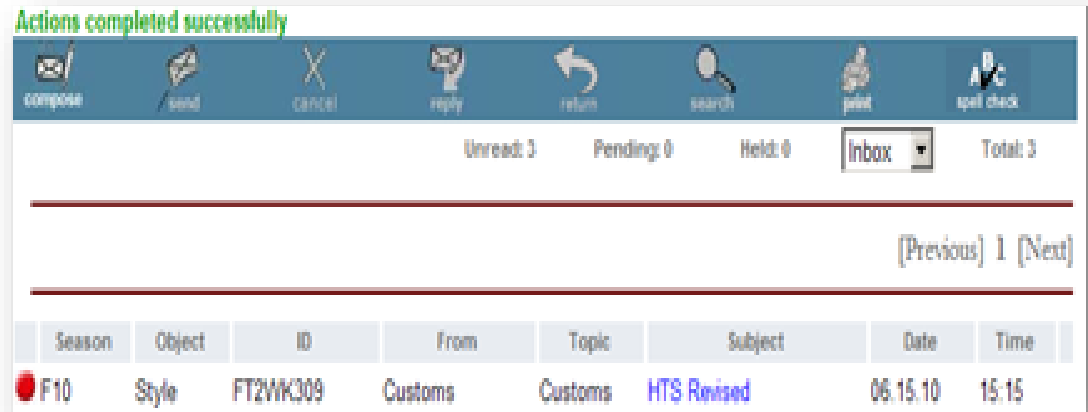 Actions completed successfully
compose send cancel reply return search print spell check
Unread: 3 Pending: 0 Held: 0 Inbox Total: 3
[Previous] 1 [Next]
Season Object ID From Topic Subject Date Time
F10 Style FT2WK309 Customs Customs HTS Revised 06.15.10 15:15